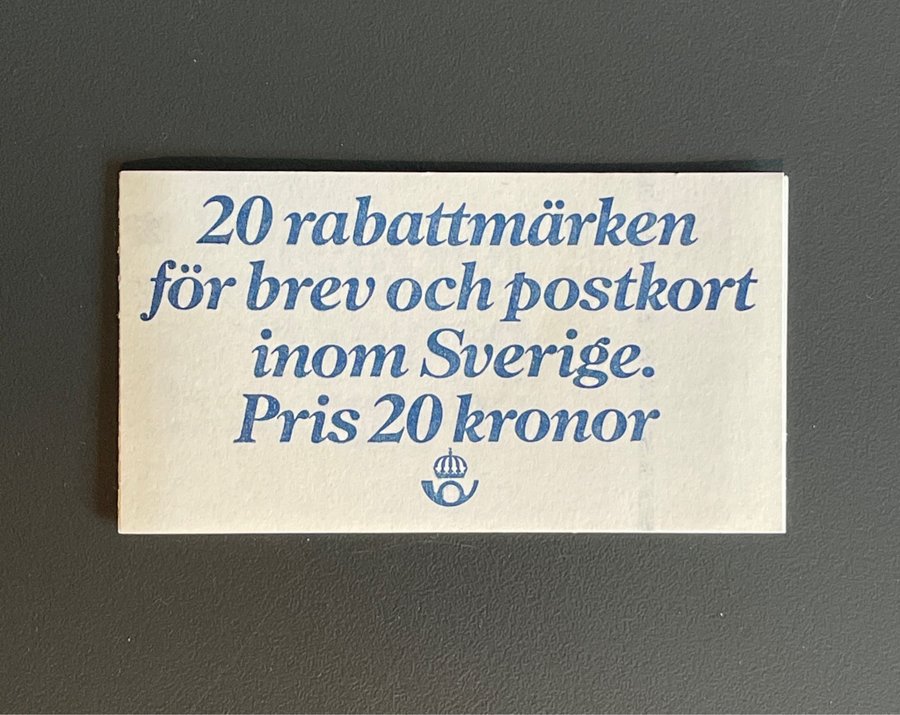 20 rabattmärken
för brev och postkort
inom Sverige.
Pris 20 kronor